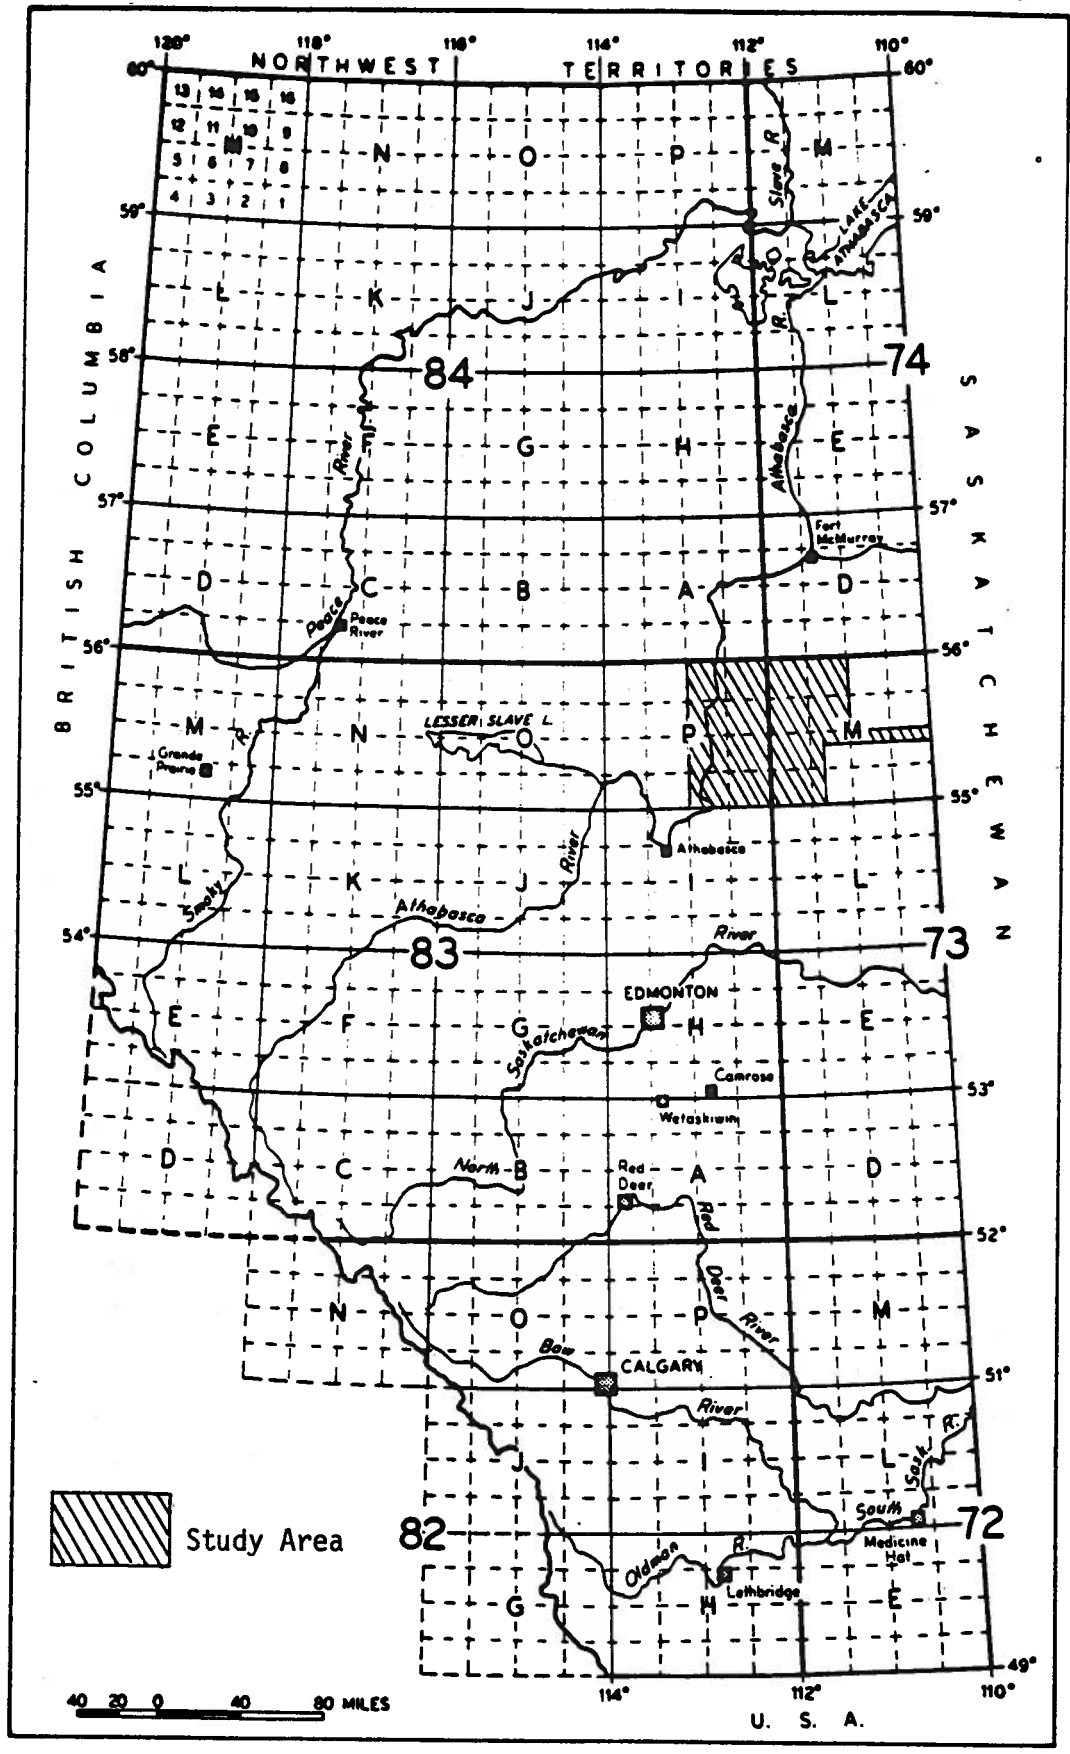 120° 118° 116° 114° 112° 110°
NORTHWEST TERRITORIES
60° 60°
13 14 15 16
12 11 10 9
M N O P M
5 6 7 8
4 3 2 1
Slave R
59° 59°
LAKE
ATHABASCA
L K J I L
R.
58° 84 74
BRITISH COLUMBIA
SASKATCHEWAN
E G H E
River
Athabasca
57° 57°
Fort
McMurray
D C B A D
Peace
Peace
River
56° 56°
M N O P M
LESSER SLAVE L.
R.
Grande
Prairie
55° 55°
Athabasca
River
L K J I L
Smoky
Athabasca
54° 83 River 73
EDMONTON
E F G H E
Saskatchewan
Camrose
53°
Wetaskiwin
D C North B A D
Red
Deer
Red
52°
Deer
N O P M
River
Bow
CALGARY
51°
River
R.
J I L
Sask
South
82 72
Medicine
Hat
Oldman R.
Lethbridge
G H E
49°
114° 112° 110°
U. S. A.
Study Area
40 20 0 40 80 MILES